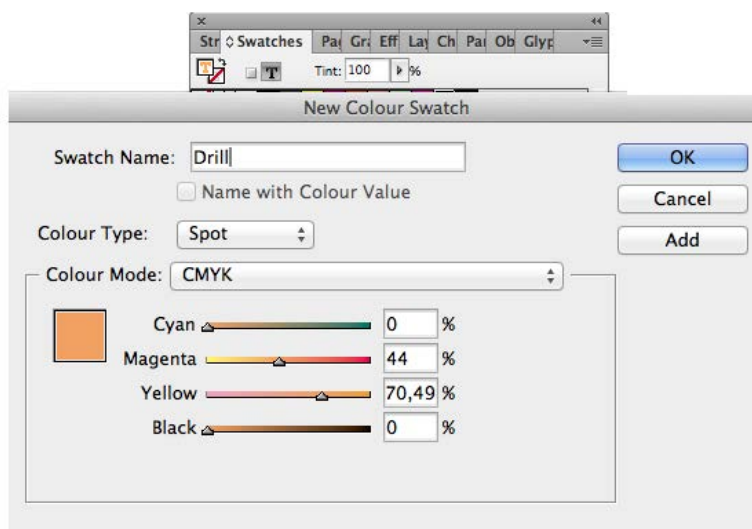 Str Swatches Pa Gra Eff Lay Ch Pai Ob Glyp
T T Tint: 100 %
New Colour Swatch
Swatch Name: Drill OK
Name with Colour Value Cancel
Colour Type: Spot Add
Colour Mode: CMYK
Cyan 0 %
Magenta 44 %
Yellow 70,49 %
Black 0 %